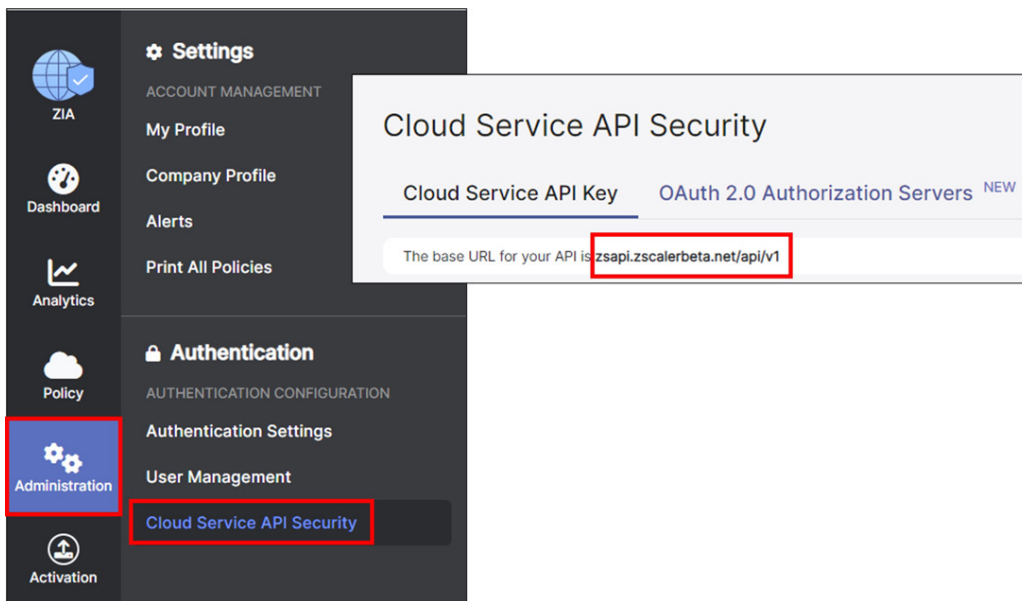 ZIA
Dashboard
Analytics
Policy
Administration
Activation
Settings
ACCOUNT MANAGEMENT
My Profile
Company Profile
Alerts
Print All Policies
Authentication
AUTHENTICATION CONFIGURATION
Authentication Settings
User Management
Cloud Service API Security
Cloud Service API Security
Cloud Service API Key
OAuth 2.0 Authorization Servers NEW
The base URL for your API is zsapi.zscalerbeta.net/api/v1